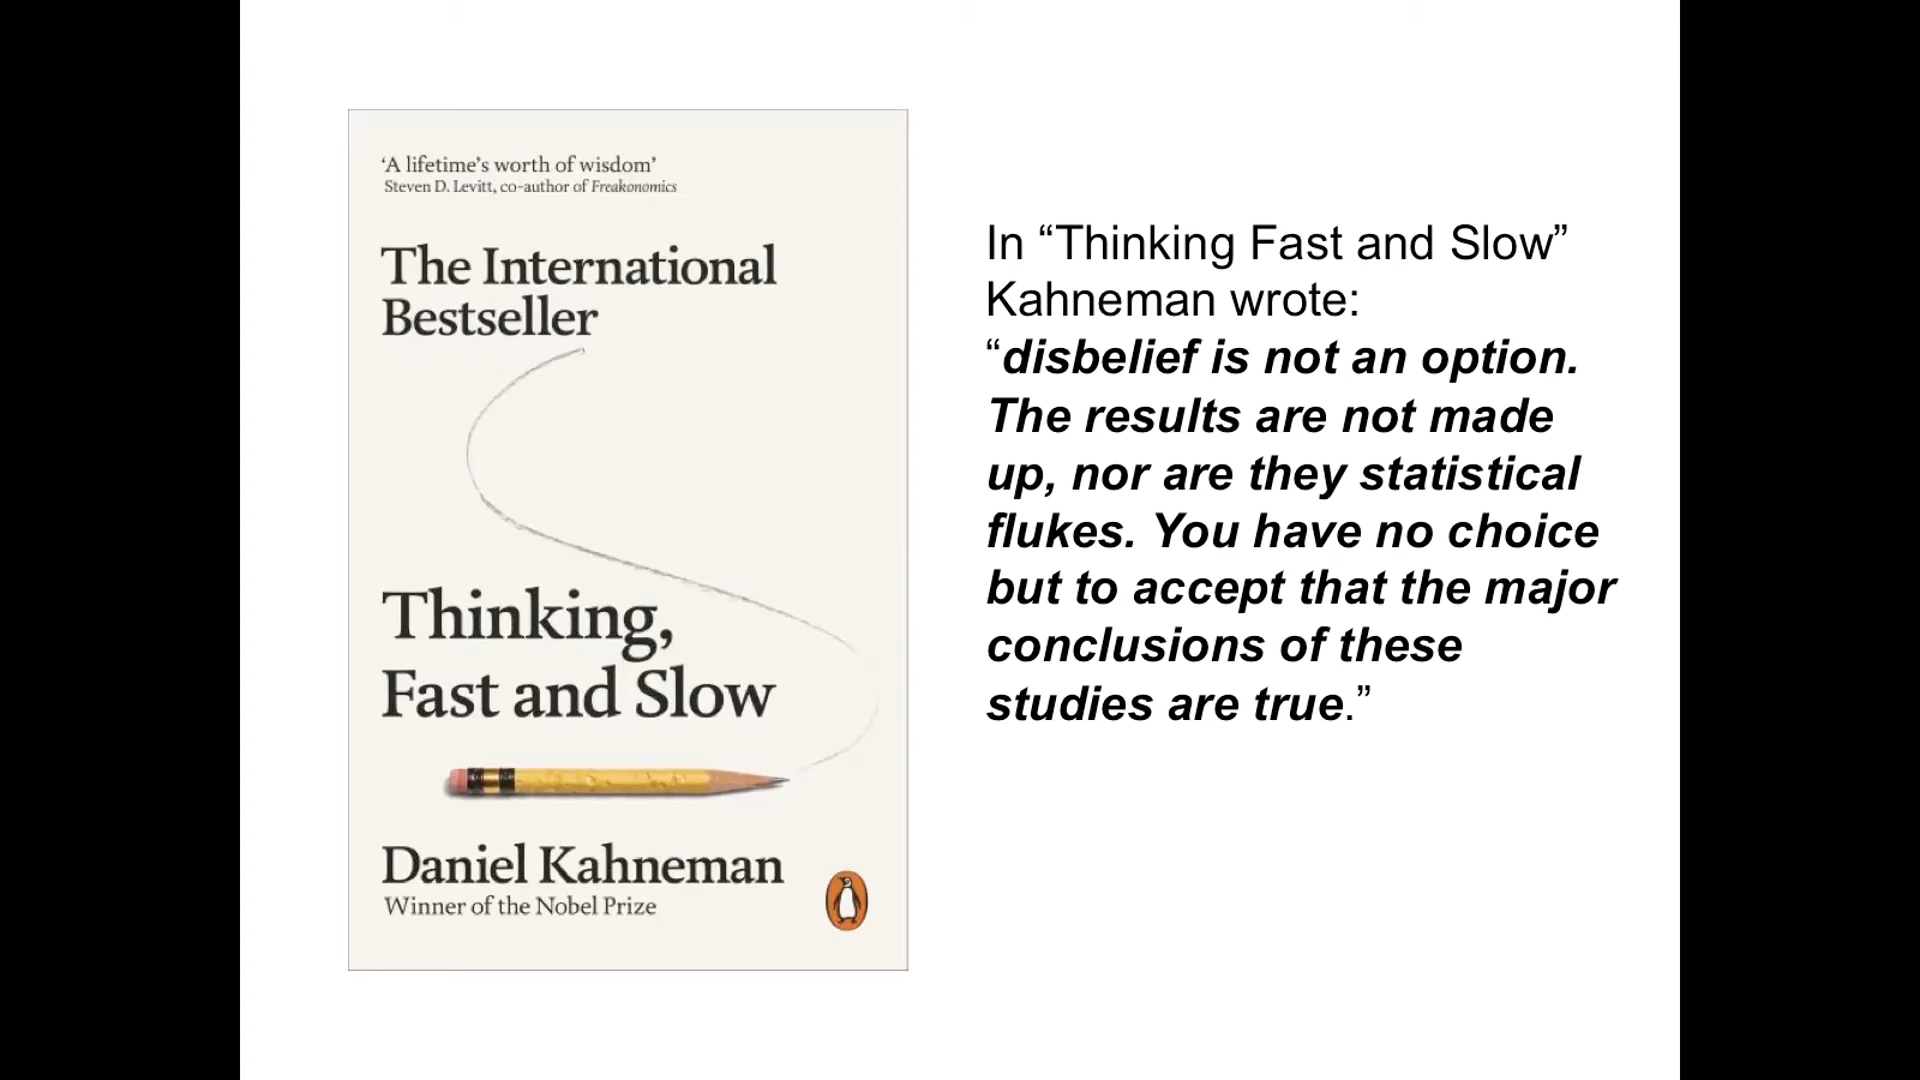 ‘A lifetime’s worth of wisdom’
Steven D. Levitt, co-author of Freakonomics
The International
Bestseller
Thinking,
Fast and Slow
Daniel Kahneman
Winner of the Nobel Prize
In “Thinking Fast and Slow”
Kahneman wrote:
“disbelief is not an option.
The results are not made
up, nor are they statistical
flukes. You have no choice
but to accept that the major
conclusions of these
studies are true.”